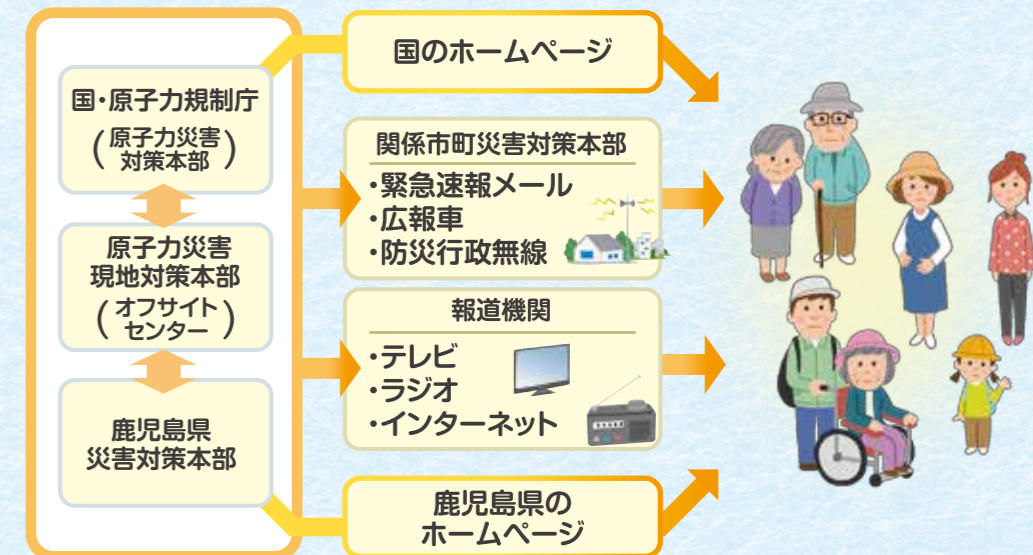 国のホームページ
国・原子力規制庁
(原子力災害
対策本部)
原子力災害
現地対策本部
(オフサイト
センター)
鹿児島県
災害対策本部
関係市町災害対策本部
・緊急速報メール
・広報車
・防災行政無線
報道機関
・テレビ
・ラジオ
・インターネット
鹿児島県の
ホームページ